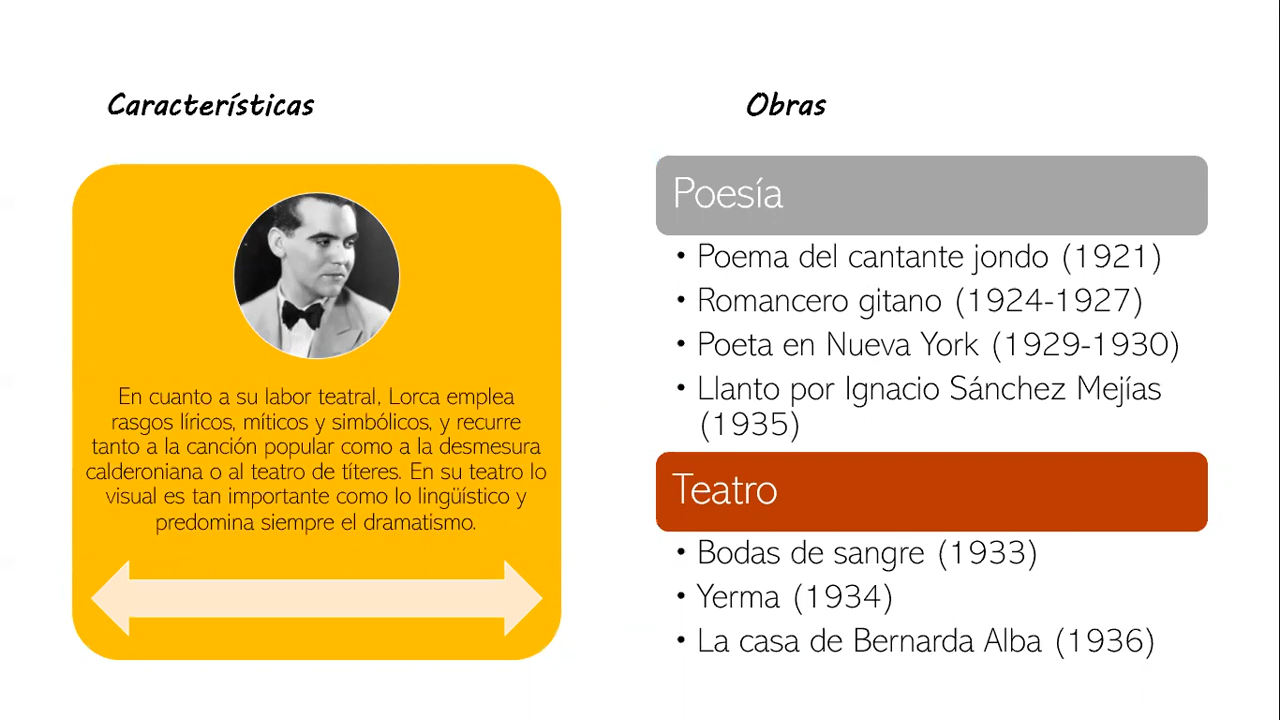 Características
En cuanto a su labor teatral, Lorca emplea
rasgos líricos, míticos y simbólicos, y recurre
tanto a la canción popular como a la desmesura
calderoniana o al teatro de títeres. En su teatro lo
visual es tan importante como lo lingüístico y
predomina siempre el dramatismo.
Obras
Poesía
• Poema del cantante jondo (1921)
• Romancero gitano (1924-1927)
• Poeta en Nueva York (1929-1930)
• Llanto por Ignacio Sánchez Mejías
(1935)
Teatro
• Bodas de sangre (1933)
• Yerma (1934)
• La casa de Bernarda Alba (1936)